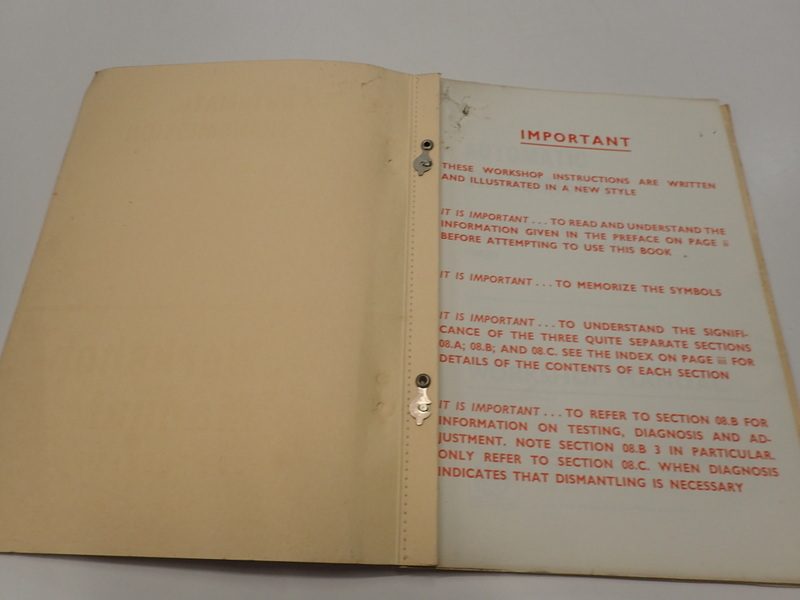 IMPORTANT
THESE WORKSHOP INSTRUCTIONS ARE WRITTEN
AND ILLUSTRATED IN A NEW STYLE
IT IS IMPORTANT . . . TO READ AND UNDERSTAND THE
INFORMATION GIVEN IN THE PREFACE ON PAGE ii
BEFORE ATTEMPTING TO USE THIS BOOK
IT IS IMPORTANT . . . TO MEMORIZE THE SYMBOLS
IT IS IMPORTANT . . . TO UNDERSTAND THE SIGNIFI-
CANCE OF THE THREE QUITE SEPARATE SECTIONS
08.A; 08.B; AND 08.C. SEE THE INDEX ON PAGE iii FOR
DETAILS OF THE CONTENTS OF EACH SECTION
IT IS IMPORTANT . . . TO REFER TO SECTION 08.B FOR
INFORMATION ON TESTING, DIAGNOSIS AND AD-
JUSTMENT. NOTE SECTION 08.B 3 IN PARTICULAR.
ONLY REFER TO SECTION 08.C. WHEN DIAGNOSIS
INDICATES THAT DISMANTLING IS NECESSARY